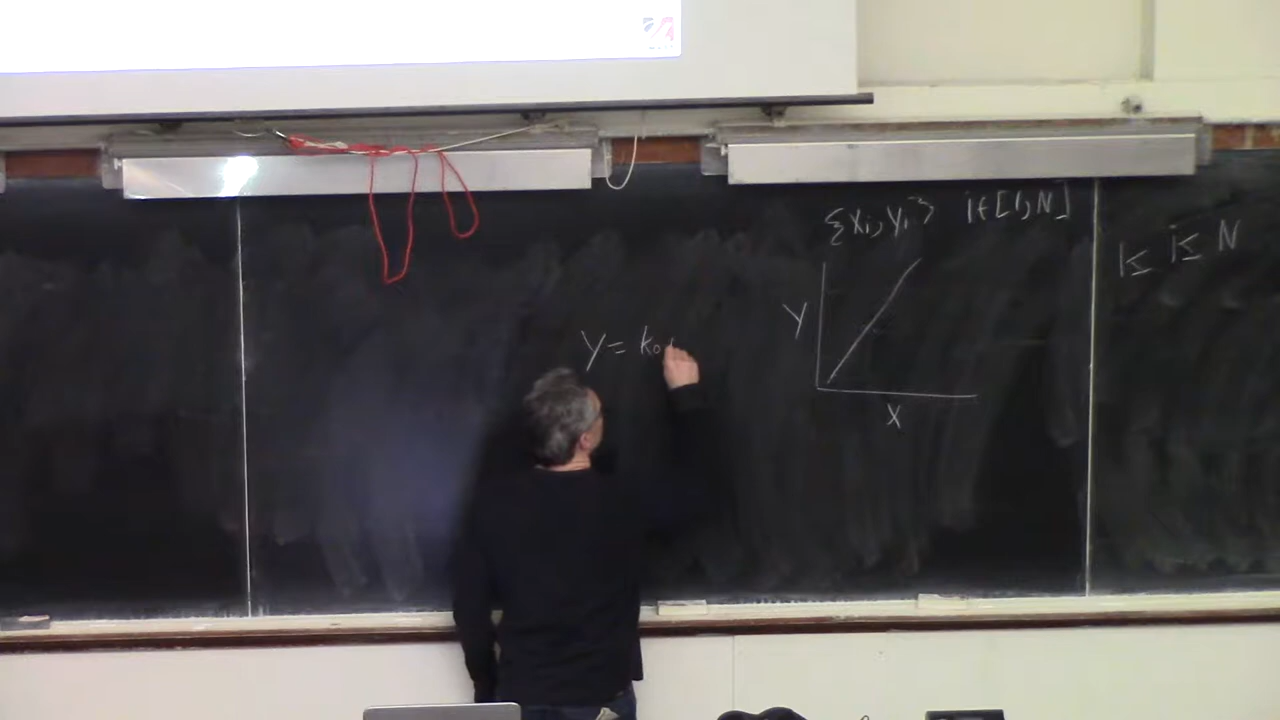 {xi, yi} i∈[1,N]
1 ≤ i ≤ N
Y
y = k₀
x